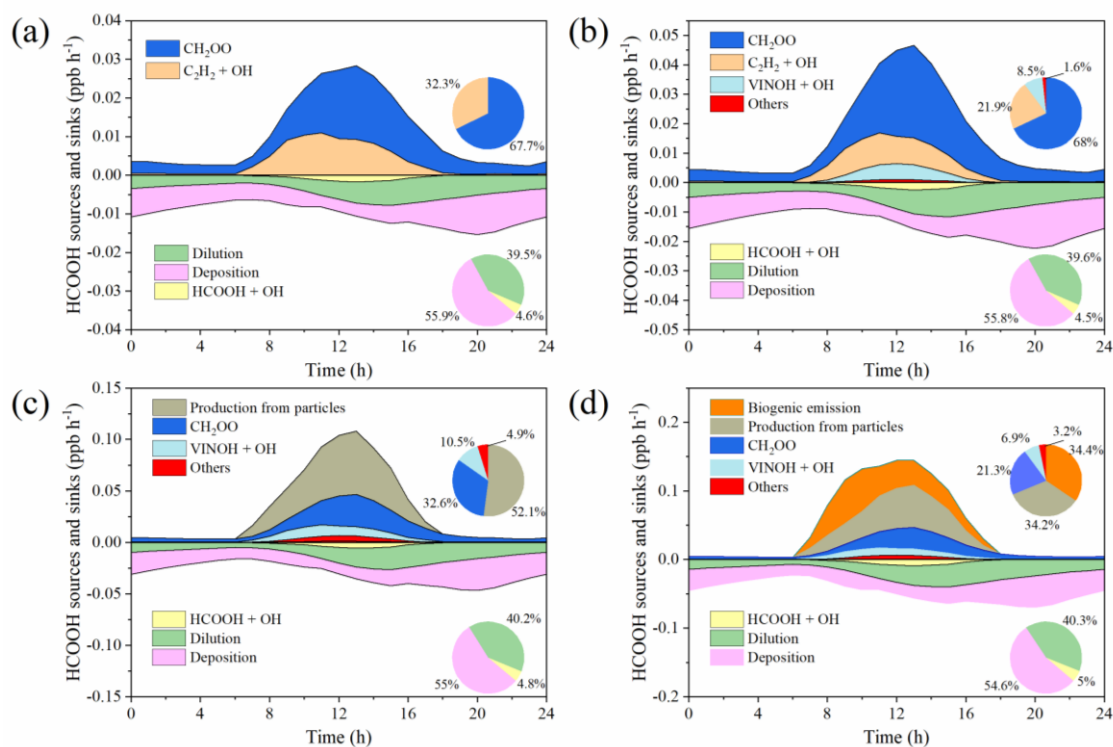 (a)
HCOOH sources and sinks (ppb h⁻¹)
0.04
0.03
0.02
0.01
0.00
-0.01
-0.02
-0.03
-0.04
CH₂OO
C₂H₂ + OH
32.3%
67.7%
Dilution
Deposition
HCOOH + OH
39.5%
55.9%
4.6%
0 4 8 12 16 20 24
Time (h)
(b)
HCOOH sources and sinks (ppb h⁻¹)
0.05
0.04
0.03
0.02
0.01
0.00
-0.01
-0.02
-0.03
-0.04
-0.05
CH₂OO
C₂H₂ + OH
VINOH + OH
Others
8.5%
1.6%
21.9%
68%
HCOOH + OH
Dilution
Deposition
39.6%
55.8%
4.5%
0 4 8 12 16 20 24
Time (h)
(c)
HCOOH sources and sinks (ppb h⁻¹)
0.15
0.10
0.05
0.00
-0.05
-0.10
-0.15
Production from particles
CH₂OO
VINOH + OH
Others
10.5%
4.9%
32.6%
52.1%
HCOOH + OH
Dilution
Deposition
40.2%
55%
4.8%
0 4 8 12 16 20 24
Time (h)
(d)
HCOOH sources and sinks (ppb h⁻¹)
0.2
0.1
0.0
-0.1
-0.2
Biogenic emission
Production from particles
CH₂OO
VINOH + OH
Others
6.9%
3.2%
34.4%
21.3%
34.2%
HCOOH + OH
Dilution
Deposition
40.3%
54.6%
5%
0 4 8 12 16 20 24
Time (h)